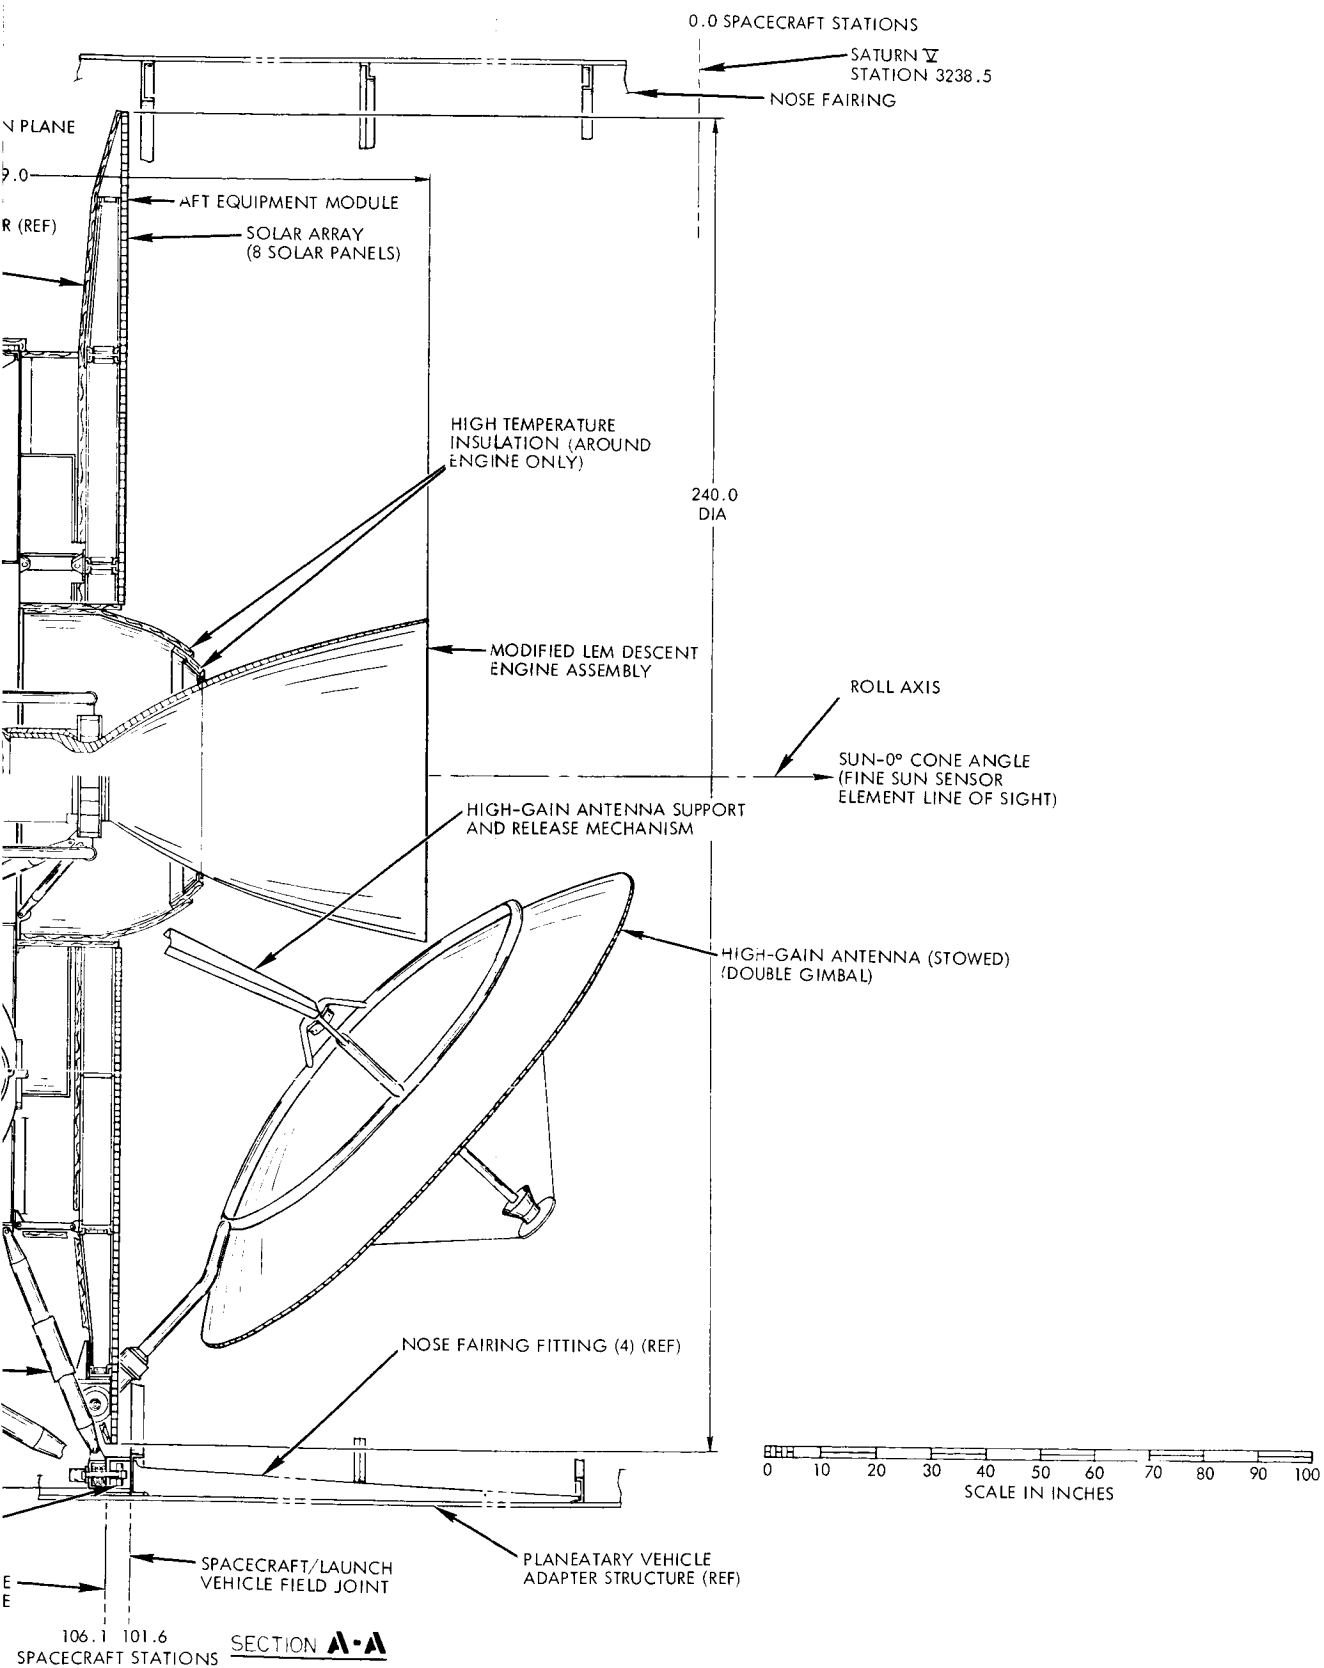 0.0 SPACECRAFT STATIONS
SATURN V
STATION 3238.5
NOSE FAIRING
N PLANE
9.0
AFT EQUIPMENT MODULE
R (REF)
SOLAR ARRAY
(8 SOLAR PANELS)
HIGH TEMPERATURE
INSULATION (AROUND
ENGINE ONLY)
240.0
DIA
MODIFIED LEM DESCENT
ENGINE ASSEMBLY
ROLL AXIS
SUN-0° CONE ANGLE
(FINE SUN SENSOR
ELEMENT LINE OF SIGHT)
HIGH-GAIN ANTENNA SUPPORT
AND RELEASE MECHANISM
HIGH-GAIN ANTENNA (STOWED)
(DOUBLE GIMBAL)
NOSE FAIRING FITTING (4) (REF)
0 10 20 30 40 50 60 70 80 90 100
SCALE IN INCHES
SPACECRAFT/LAUNCH
VEHICLE FIELD JOINT
PLANEATARY VEHICLE
ADAPTER STRUCTURE (REF)
E
E
106.1 101.6
SPACECRAFT STATIONS
SECTION A-A